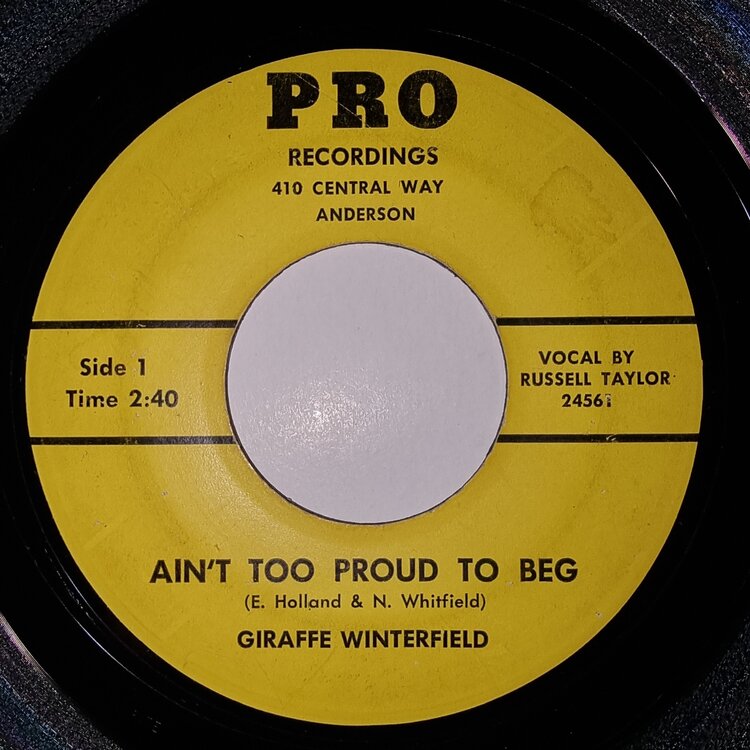 PRO
RECORDINGS
410 CENTRAL WAY
ANDERSON
Side 1
Time 2:40
VOCAL BY
RUSSELL TAYLOR
24561
AIN'T TOO PROUD TO BEG
(E. Holland & N. Whitfield)
GIRAFFE WINTERFIELD